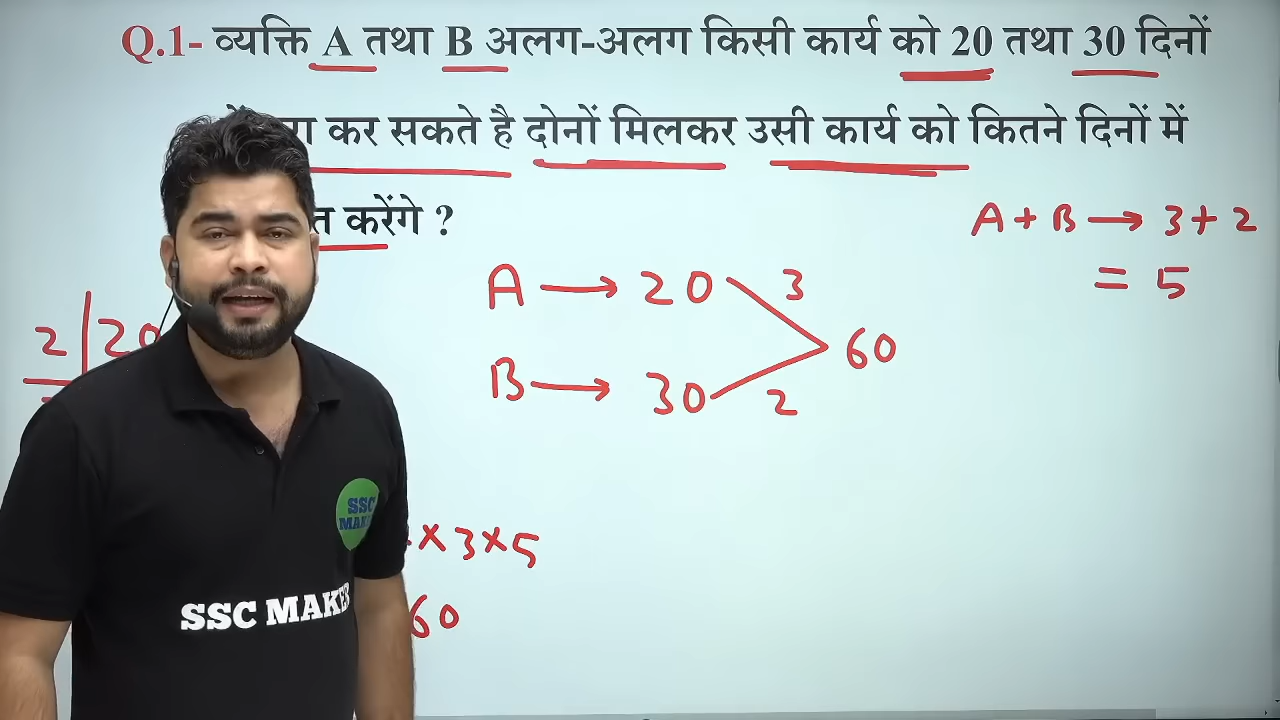 Q.1- व्यक्ति A तथा B अलग-अलग किसी कार्य को 20 तथा 30 दिनों
कर सकते है दोनों मिलकर उसी कार्य को कितने दिनों में
करेंगे ?
A + B → 3 + 2
= 5
A → 20 3
60
B → 30 2
2 20
× 3 × 5
60
SSC
SSC MAKER